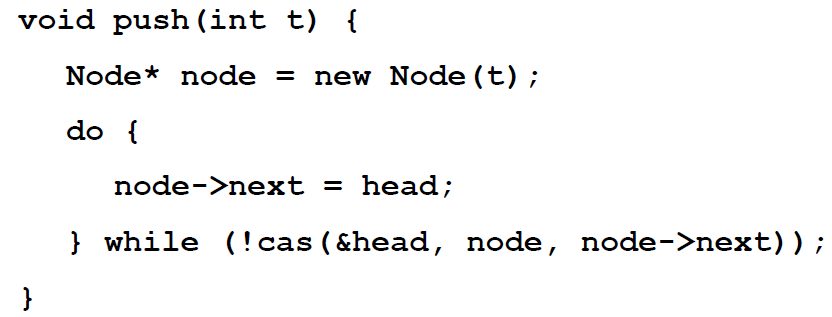 void push(int t) {
Node* node = new Node(t);
do {
node->next = head;
} while (!cas(&head, node, node->next));
}